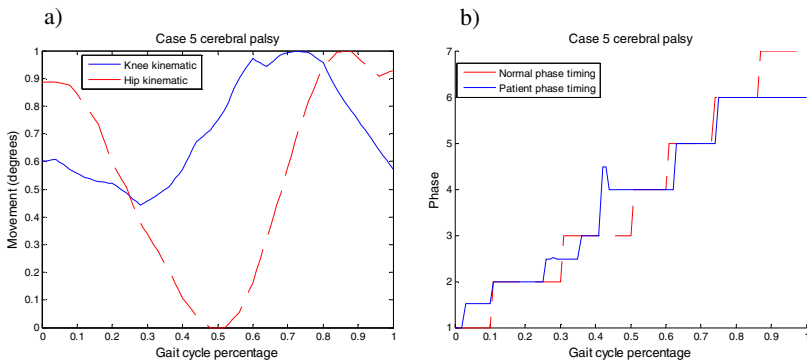 a)
Case 5 cerebral palsy
Movement (degrees)
1
0.9
0.8
0.7
0.6
0.5
0.4
0.3
0.2
0.1
0
Knee kinematic
Hip kinematic
0 0.1 0.2 0.3 0.4 0.5 0.6 0.7 0.8 0.9 1
Gait cycle percentage
b)
Case 5 cerebral palsy
Phase
7
6
5
4
3
2
1
Normal phase timing
Patient phase timing
0 0.1 0.2 0.3 0.4 0.5 0.6 0.7 0.8 0.9 1
Gait cycle percentage